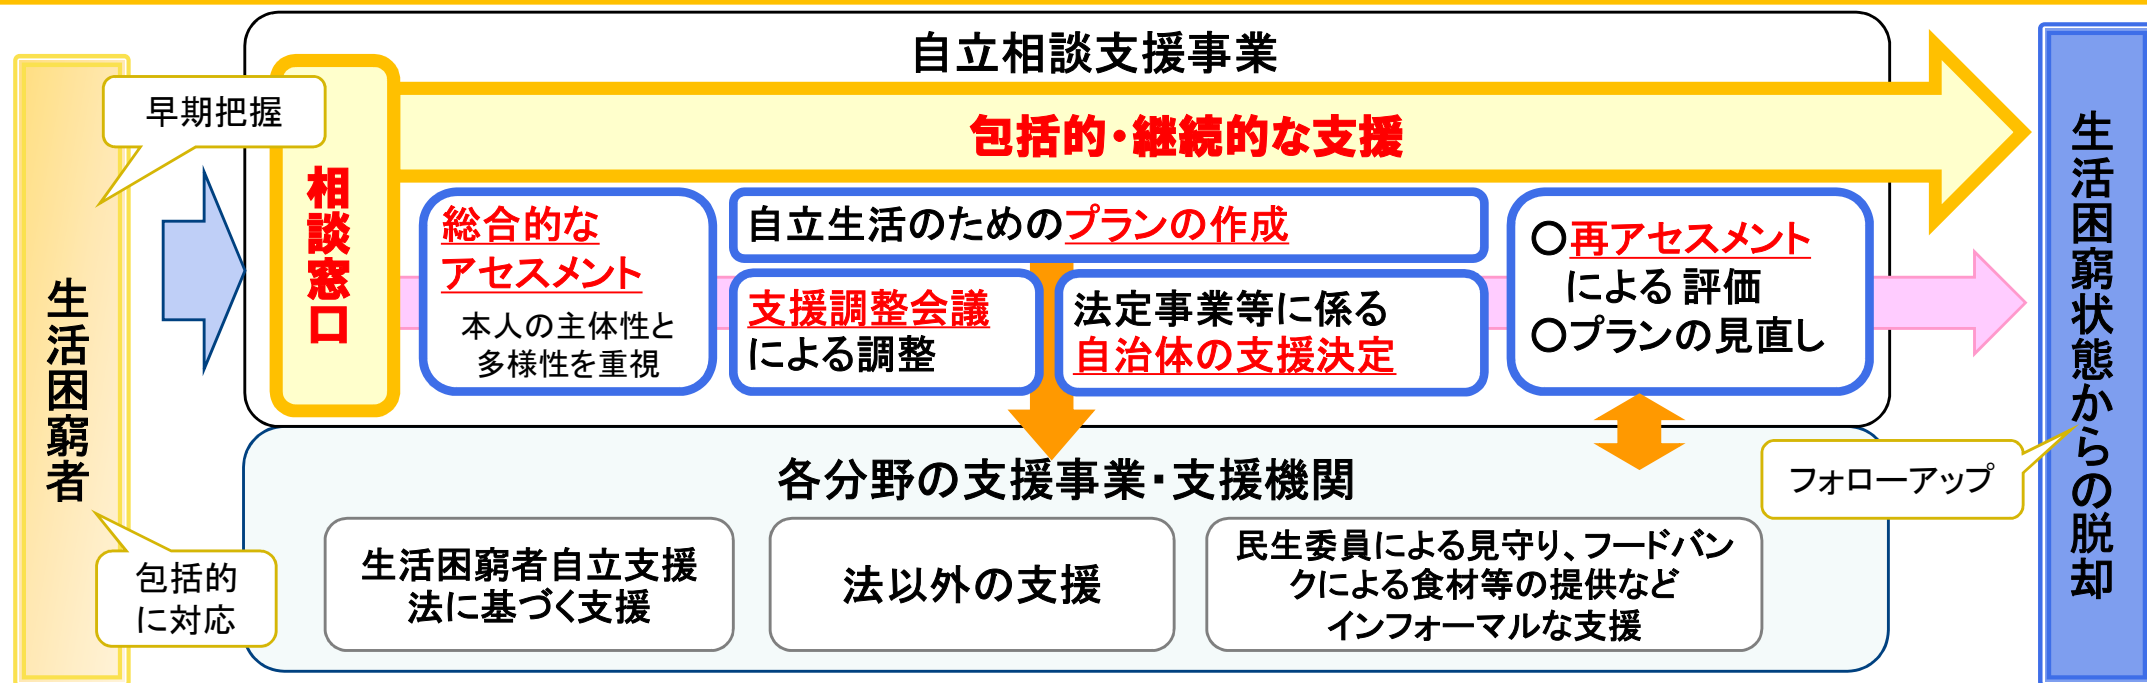 自立相談支援事業
早期把握
包括的・継続的な支援
生活困窮者
相談窓口
総合的な
アセスメント
本人の主体性と
多様性を重視
自立生活のためのプランの作成
支援調整会議
による調整
法定事業等に係る
自治体の支援決定
〇再アセスメント
による 評価
〇プランの見直し
生活困窮状態からの脱却
各分野の支援事業・支援機関
フォローアップ
包括的
に対応
生活困窮者自立支援
法に基づく支援
法以外の支援
民生委員による見守り、フードバン
クによる食材等の提供など
インフォーマルな支援